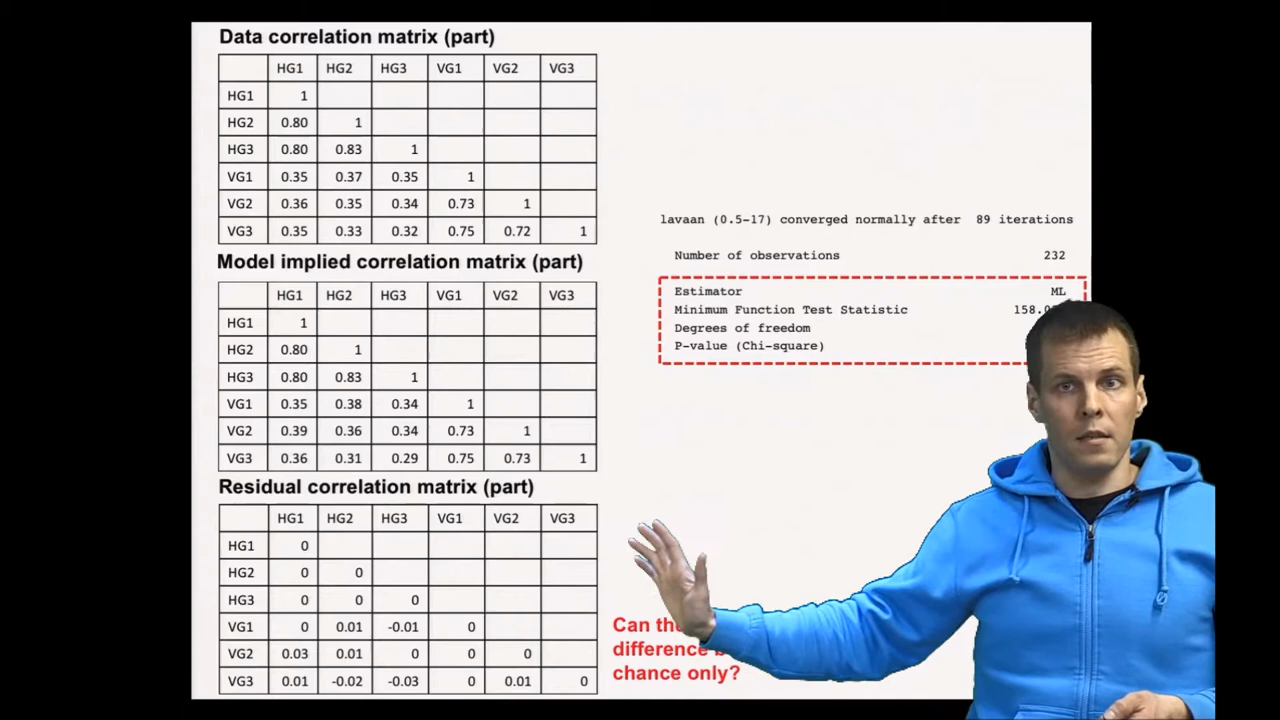 Data correlation matrix (part)
HG1 HG2 HG3 VG1 VG2 VG3
HG1 1
HG2 0.80 1
HG3 0.80 0.83 1
VG1 0.35 0.37 0.35 1
VG2 0.36 0.35 0.34 0.73 1
VG3 0.35 0.33 0.32 0.75 0.72 1
Model implied correlation matrix (part)
HG1 HG2 HG3 VG1 VG2 VG3
HG1 1
HG2 0.80 1
HG3 0.80 0.83 1
VG1 0.35 0.38 0.34 1
VG2 0.39 0.36 0.34 0.73 1
VG3 0.36 0.31 0.29 0.75 0.73 1
Residual correlation matrix (part)
HG1 HG2 HG3 VG1 VG2 VG3
HG1 0
HG2 0 0
HG3 0 0 0
VG1 0 0.01 -0.01 0
VG2 0.03 0.01 0 0 0
VG3 0.01 -0.02 -0.03 0 0.01 0
lavaan (0.5-17) converged normally after 89 iterations
Number of observations 232
Estimator ML
Minimum Function Test Statistic 158.
Degrees of freedom
P-value (Chi-square)
Can
difference
chance only?